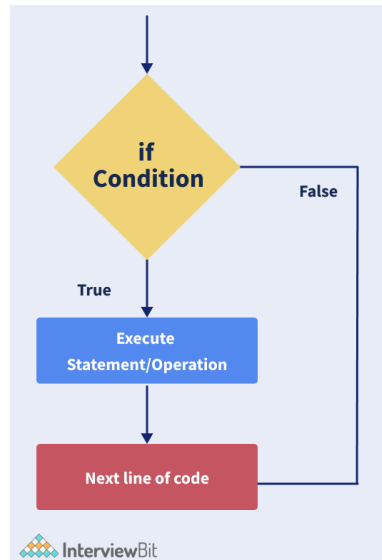 if
Condition
False
True
Execute
Statement/Operation
Next line of code
InterviewBit